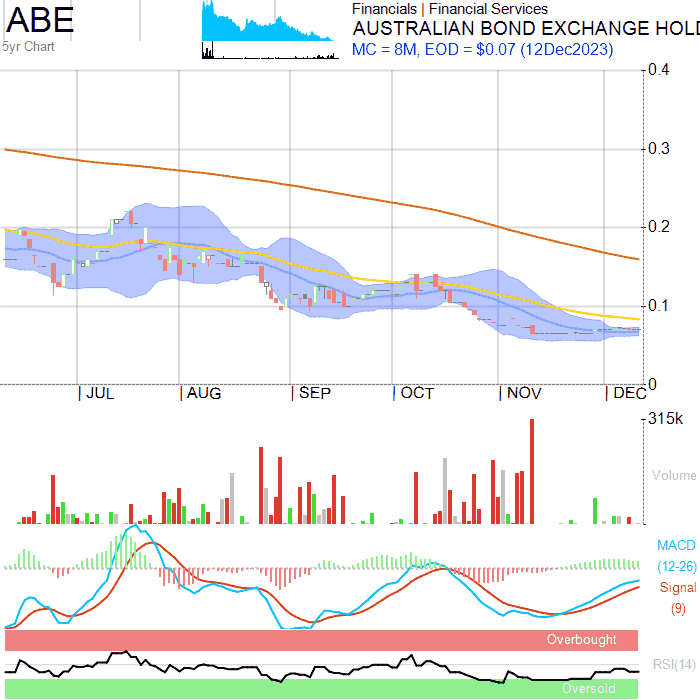 ABE
5yr Chart
Financials | Financial Services
AUSTRALIAN BOND EXCHANGE HOLD
MC = 8M, EOD = $0.07 (12Dec2023)
0.4
0.3
0.2
0.1
0
JUL
AUG
SEP
OCT
NOV
DEC
315k
Volume
MACD
(12-26)
Signal
(9)
Overbought
RSI(14)
Oversold